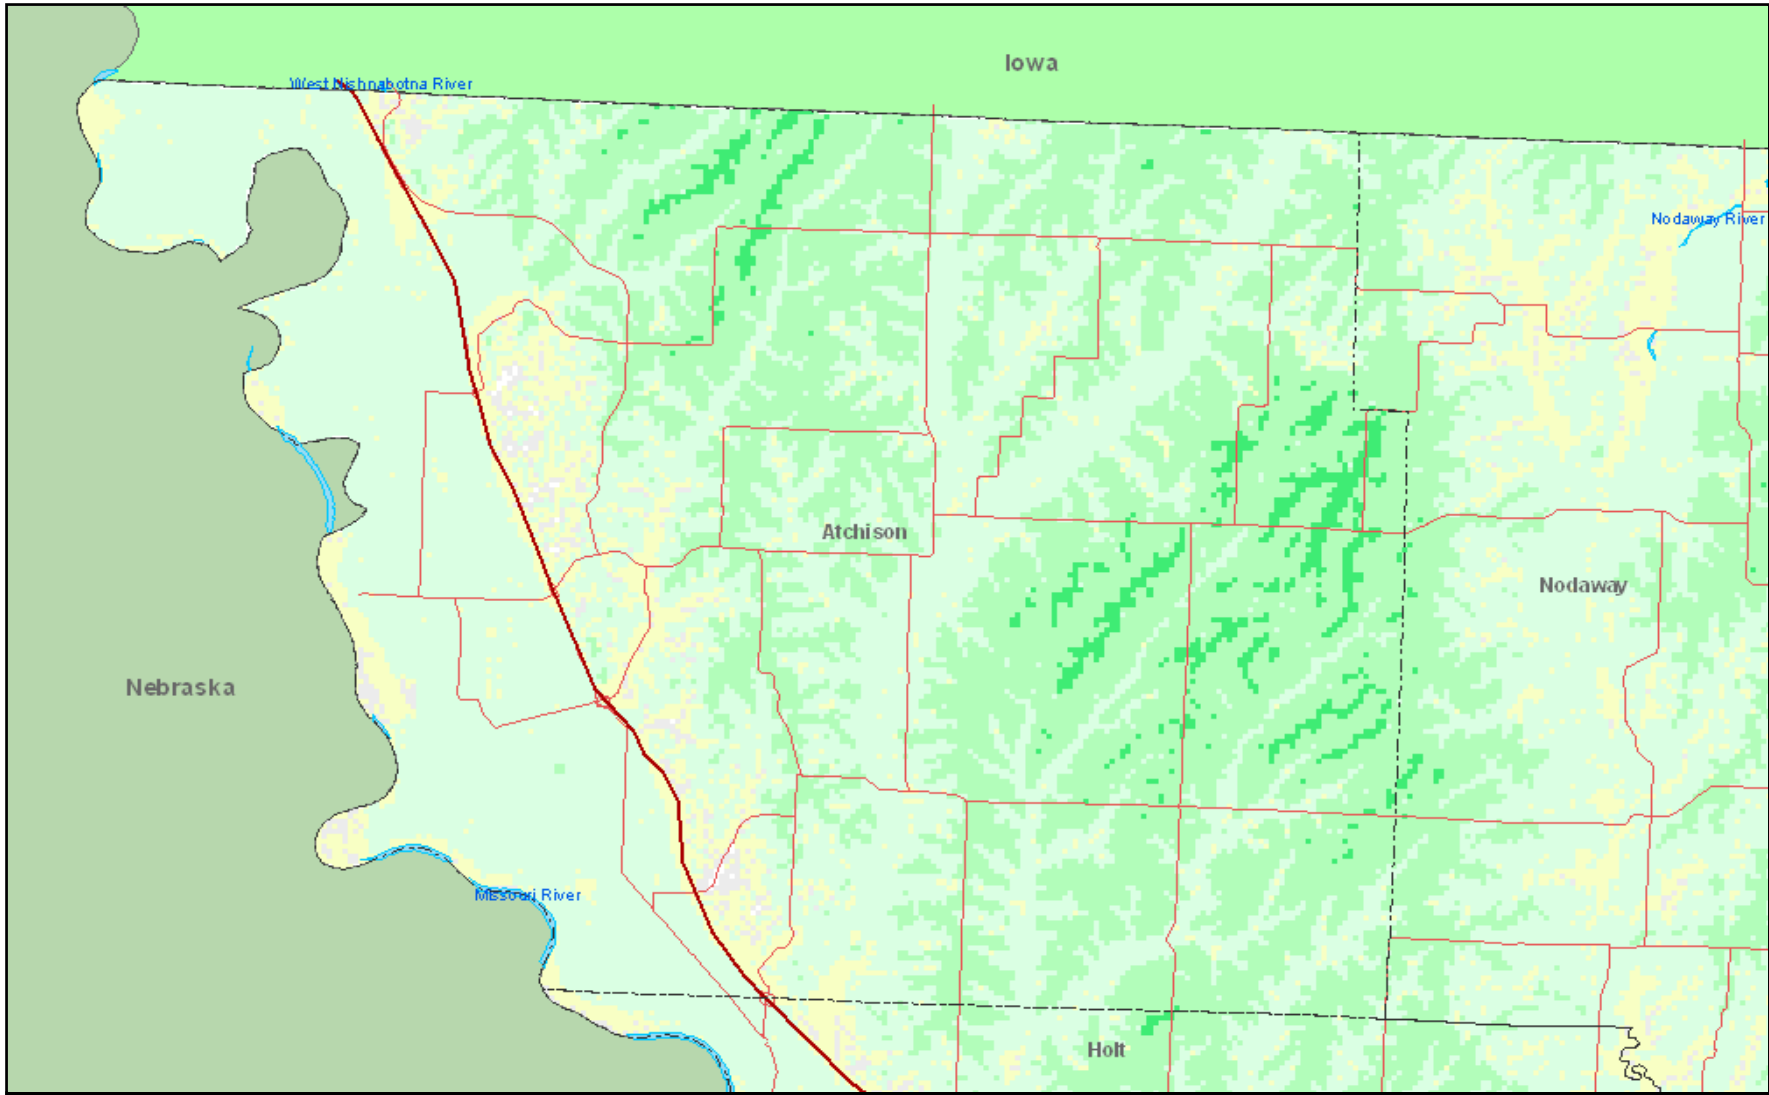 Iowa
West Nishnabotna River
Nodaway River
Atchison
Nodaway
Nebraska
Missouri River
Holt